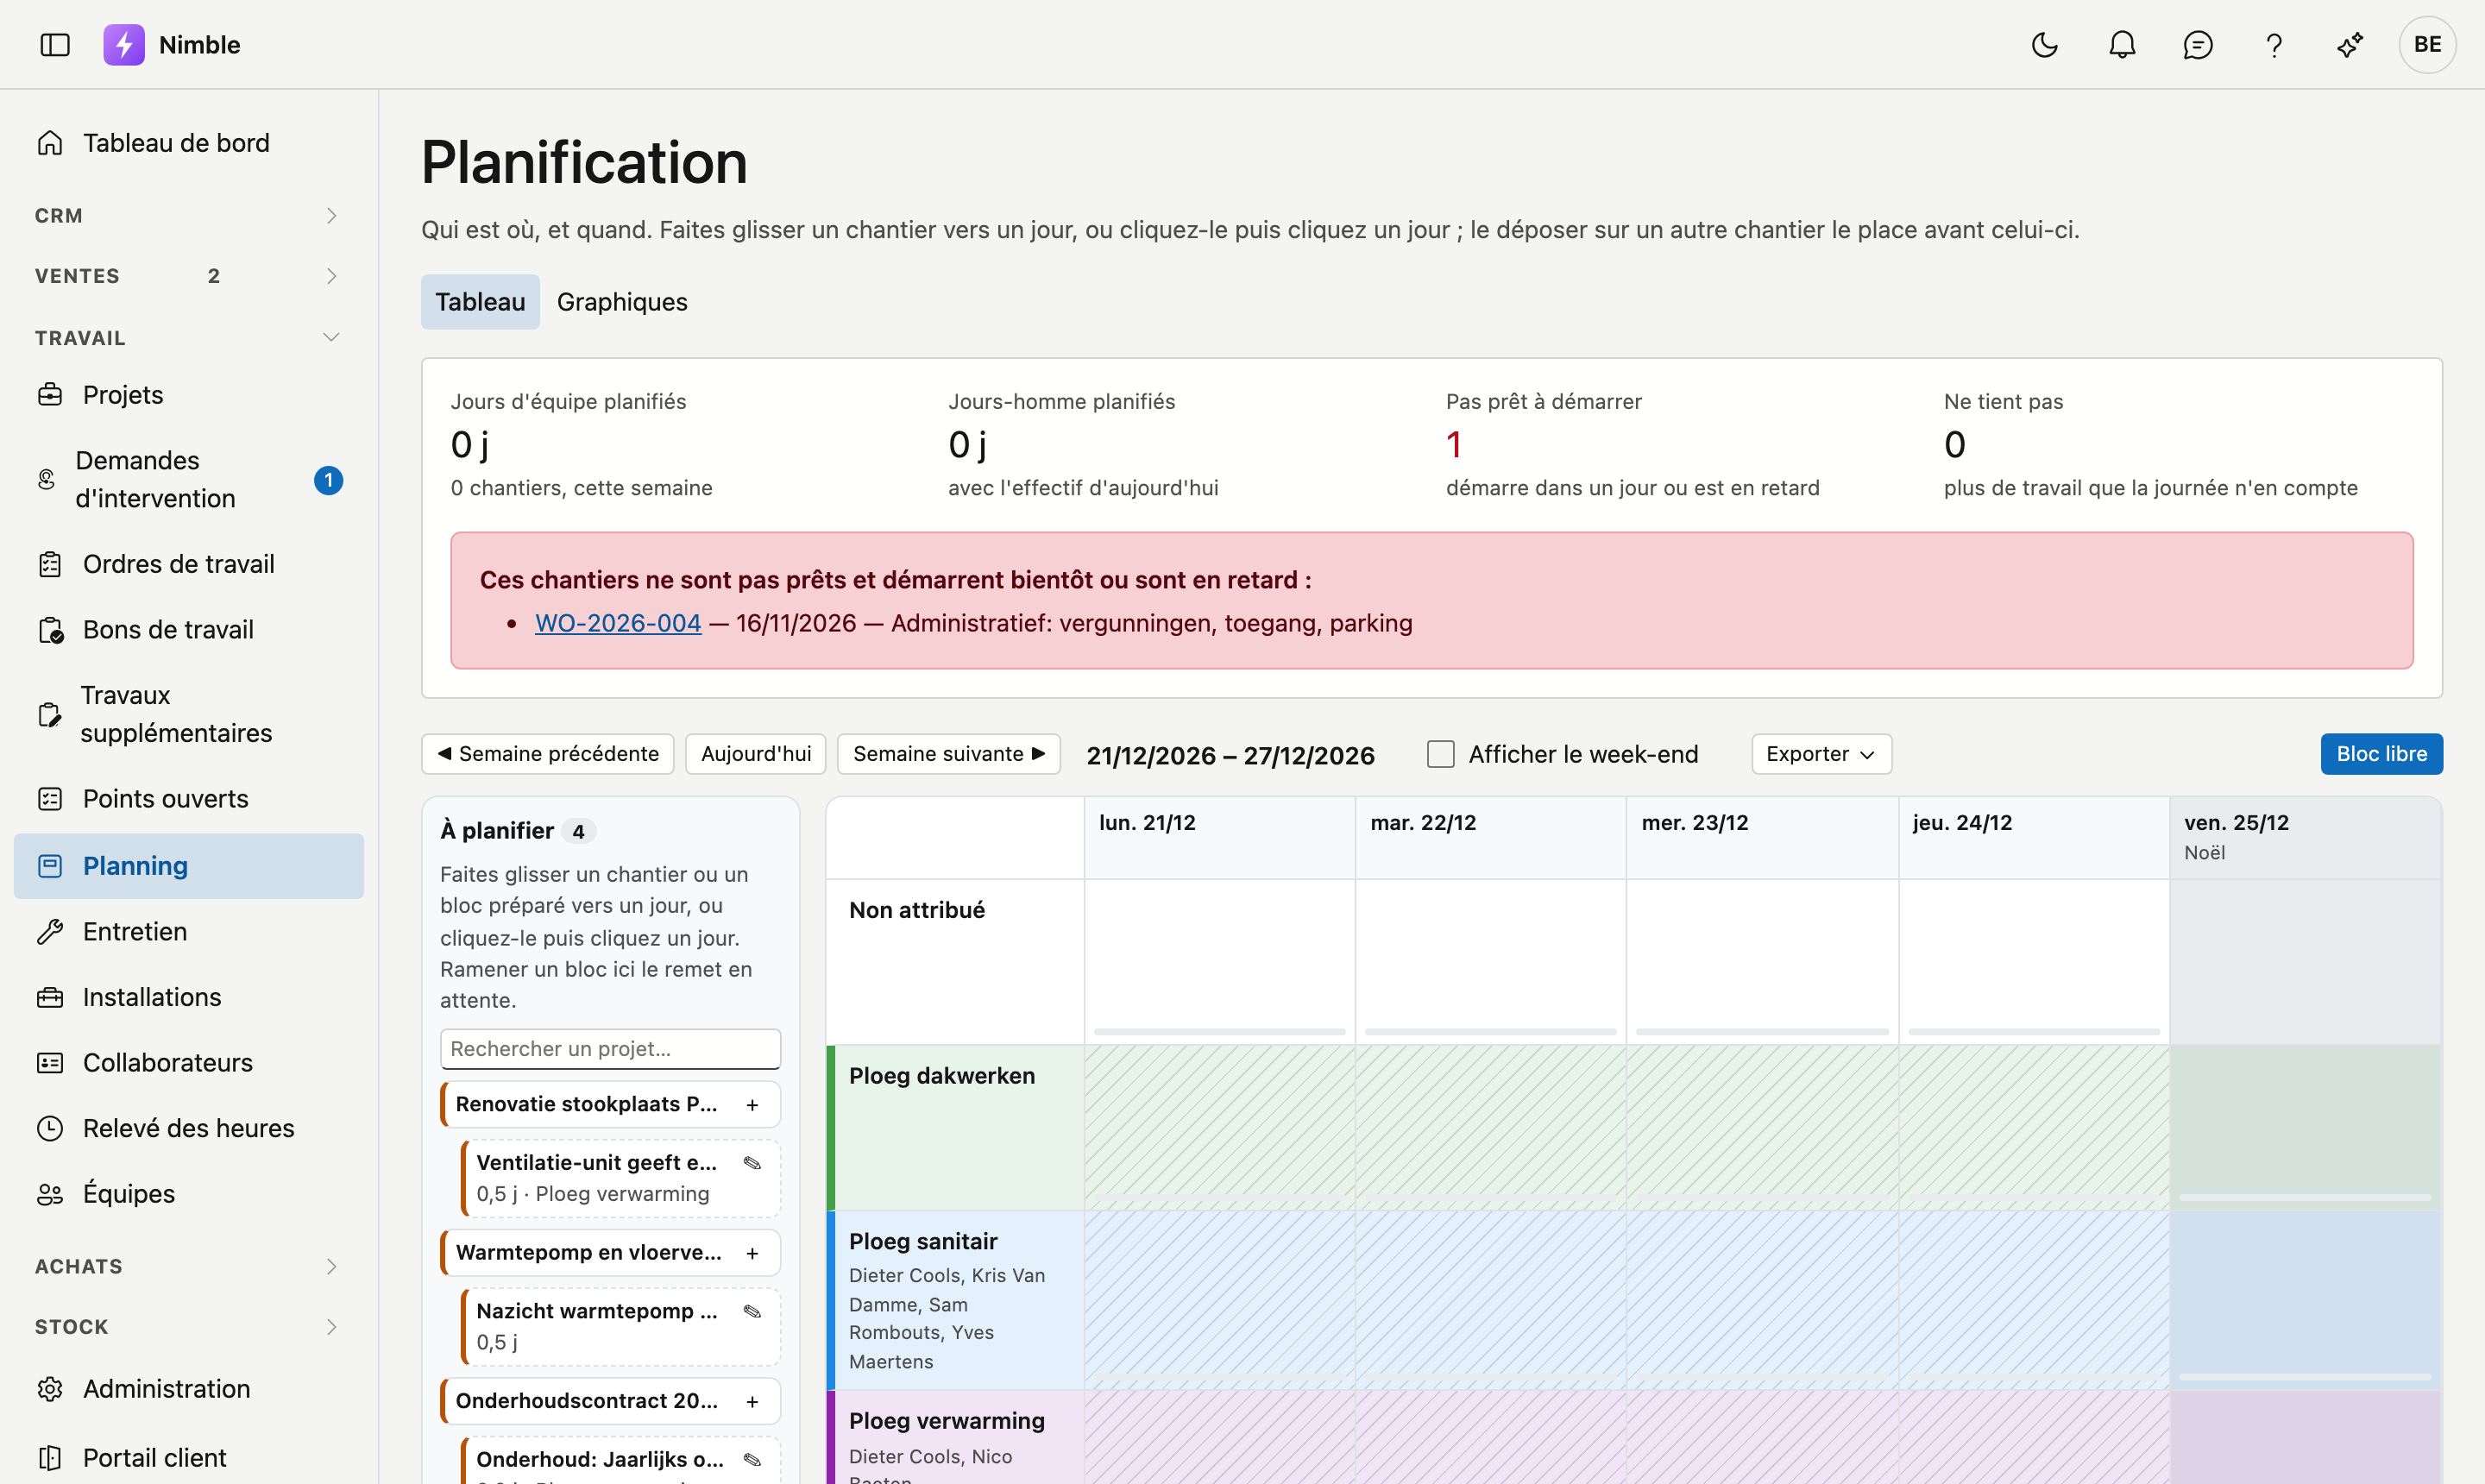 Nimble
BE
Tableau de bord
CRM
VENTES 2
TRAVAIL
Projets
Demandes
d'intervention
1
Ordres de travail
Bons de travail
Travaux
supplémentaires
Points ouverts
Planning
Entretien
Installations
Collaborateurs
Relevé des heures
Équipes
ACHATS
STOCK
Administration
Portail client
Planification
Qui est où, et quand. Faites glisser un chantier vers un jour, ou cliquez-le puis cliquez un jour ; le déposer sur un autre chantier le place avant celui-ci.
Tableau Graphiques
Jours d'équipe planifiés
0 j
0 chantiers, cette semaine
Jours-homme planifiés
0 j
avec l'effectif d'aujourd'hui
Pas prêt à démarrer
1
démarre dans un jour ou est en retard
Ne tient pas
0
plus de travail que la journée n'en compte
Ces chantiers ne sont pas prêts et démarrent bientôt ou sont en retard :
• WO-2026-004 — 16/11/2026 — Administratief: vergunningen, toegang, parking
◀ Semaine précédente Aujourd'hui Semaine suivante ▶ 21/12/2026 – 27/12/2026 Afficher le week-end Exporter Bloc libre
À planifier 4
Faites glisser un chantier ou un
bloc préparé vers un jour, ou
cliquez-le puis cliquez un jour.
Ramener un bloc ici le remet en
attente.
Rechercher un projet...
Renovatie stookplaats P... +
Ventilatie-unit geeft e...
0,5 j · Ploeg verwarming
Warmtepomp en vloerve... +
Nazicht warmtepomp ...
0,5 j
Onderhoudscontract 20... +
Onderhoud: Jaarlijks o...
lun. 21/12 mar. 22/12 mer. 23/12 jeu. 24/12 ven. 25/12
Noël
Non attribué
Ploeg dakwerken
Ploeg sanitair
Dieter Cools, Kris Van
Damme, Sam
Rombouts, Yves
Maertens
Ploeg verwarming
Dieter Cools, Nico